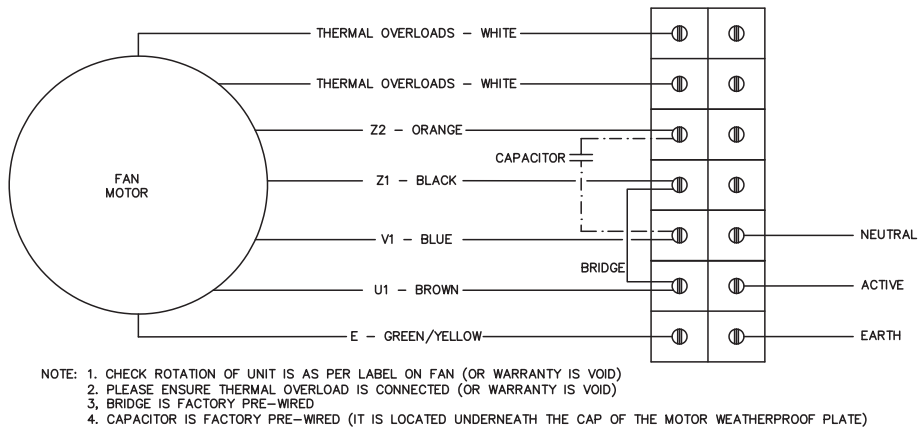 THERMAL OVERLOADS – WHITE
THERMAL OVERLOADS – WHITE
Z2 – ORANGE
CAPACITOR
FAN
MOTOR
Z1 – BLACK
V1 – BLUE
NEUTRAL
BRIDGE
U1 – BROWN
ACTIVE
E – GREEN/YELLOW
EARTH
NOTE: 1. CHECK ROTATION OF UNIT IS AS PER LABEL ON FAN (OR WARRANTY IS VOID)
2. PLEASE ENSURE THERMAL OVERLOAD IS CONNECTED (OR WARRANTY IS VOID)
3, BRIDGE IS FACTORY PRE–WIRED
4. CAPACITOR IS FACTORY PRE–WIRED (IT IS LOCATED UNDERNEATH THE CAP OF THE MOTOR WEATHERPROOF PLATE)